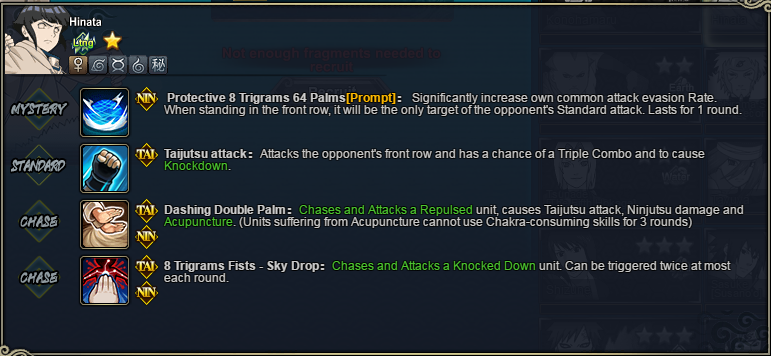 Hinata
Ltng
秘
Not enough fragments needed to
recruit
MYSTERY
NIN
Protective 8 Trigrams 64 Palms[Prompt]： Significantly increase own common attack evasion Rate.
When standing in the front row, it will be the only target of the opponent's Standard attack. Lasts for 1 round.
STANDARD
TAI
Taijutsu attack： Attacks the opponent's front row and has a chance of a Triple Combo and to cause
Knockdown.
CHASE
TAI
NIN
Dashing Double Palm： Chases and Attacks a Repulsed unit, causes Taijutsu attack, Ninjutsu damage and
Acupuncture. (Units suffering from Acupuncture cannot use Chakra-consuming skills for 3 rounds)
CHASE
TAI
NIN
8 Trigrams Fists - Sky Drop： Chases and Attacks a Knocked Down unit. Can be triggered twice at most
each round.